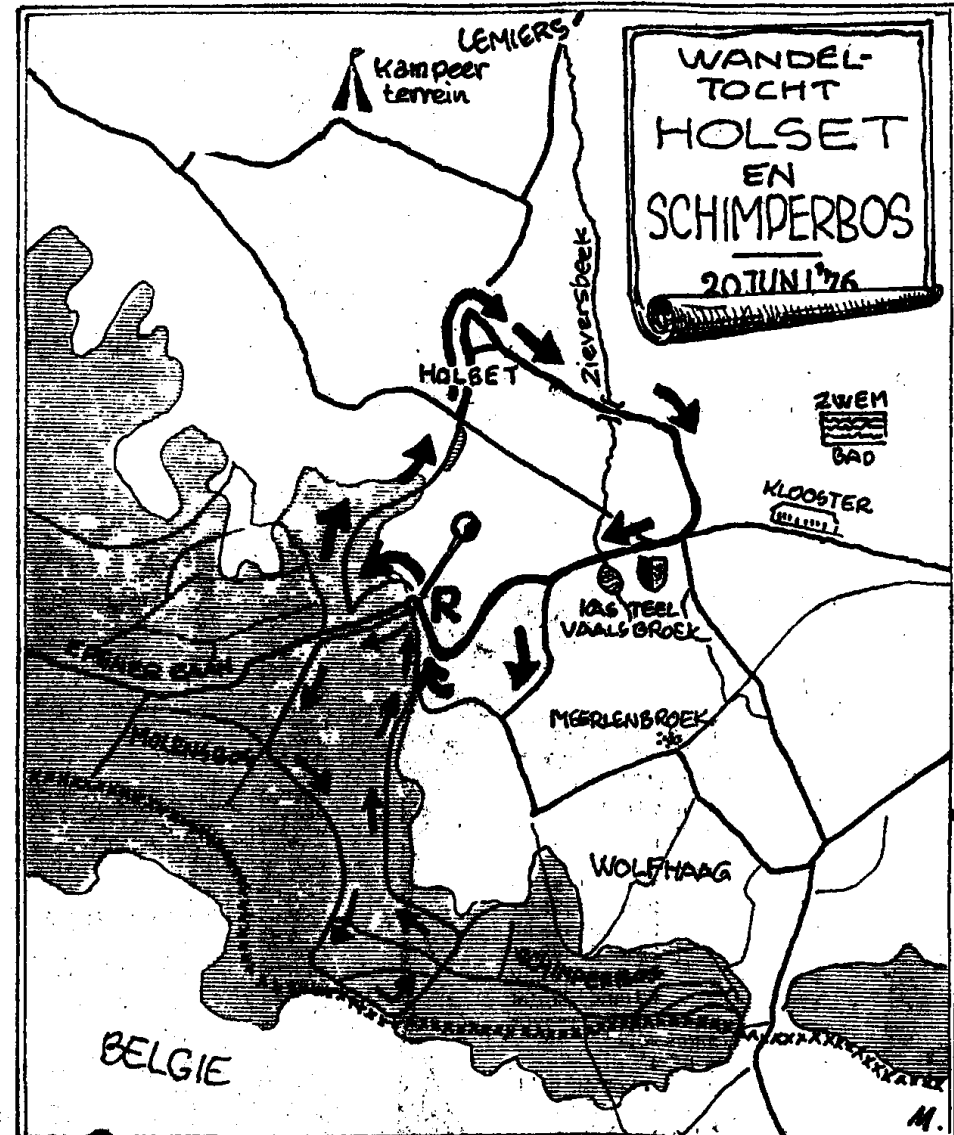 LEMIERS
Kampeer
terrein
WANDEL-
TOCHT
HOLSET
EN
SCHIMPERBOS
20 JUNI '76
Zieversbeek
HOLSET
ZWEM
BAD
KLOOSTER
R
KASTEEL
VAALSBROEK
MEERLENBROEK
WOLFHAAG
SCHIMPERBOS
BELGIE
M.